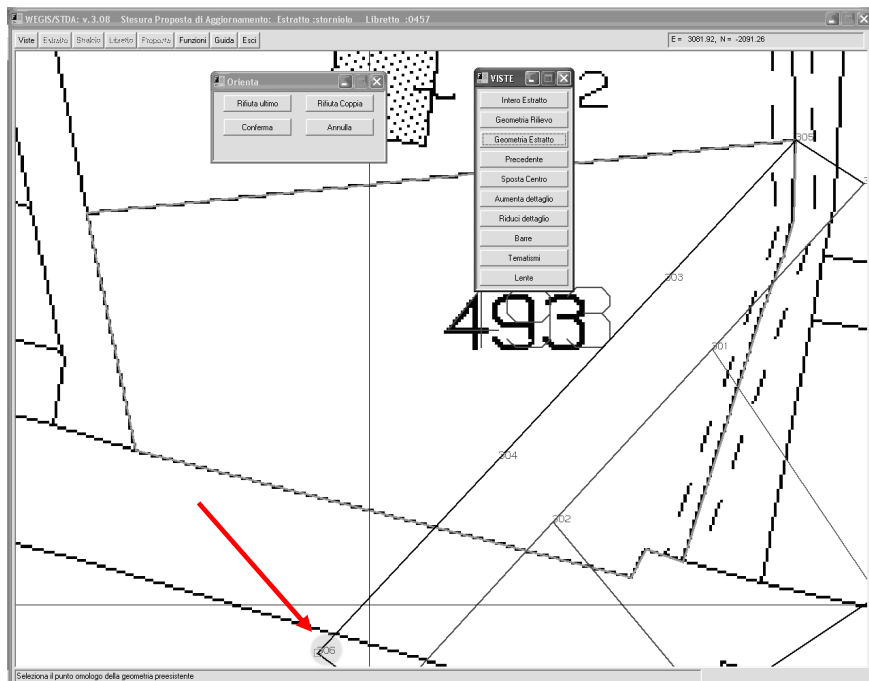 WEGIS/STDA: v.3.08 Stesura Proposta di Aggiornamento: Estratto :storniolo Libretto :0457
Viste Estratto Stralcio Libretto Proposta Funzioni Guida Esci
E = 3081.92, N = -2091.26
Orienta
Rifiuta ultimo Rifiuta Coppia
Conferma Annulla
VISTE
Intero Estratto
Geometria Rilievo
Geometria Estratto
Precedente
Sposta Centro
Aumenta dettaglio
Riduci dettaglio
Barre
Tematismi
Lente
2
305
303
493
301
304
302
306
Seleziona il punto omologo della geometria preesistente